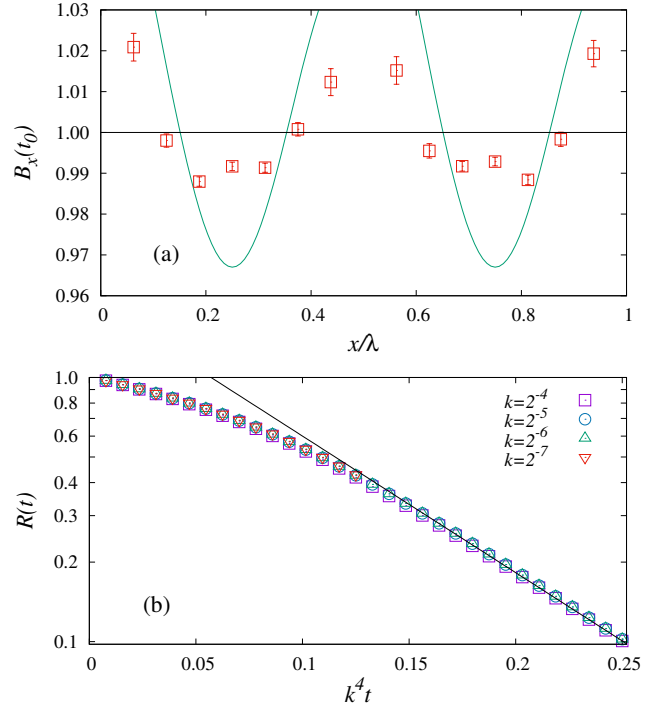 1.03
1.02
1.01
1.00
0.99
0.98
0.97
0.96
B_x(t_0)
(a)
0 0.2 0.4 0.6 0.8 1
x/λ
1.0
0.8
0.6
0.4
0.3
0.2
0.1
R(t)
k=2^-4
k=2^-5
k=2^-6
k=2^-7
(b)
0 0.05 0.1 0.15 0.2 0.25
k^4 t